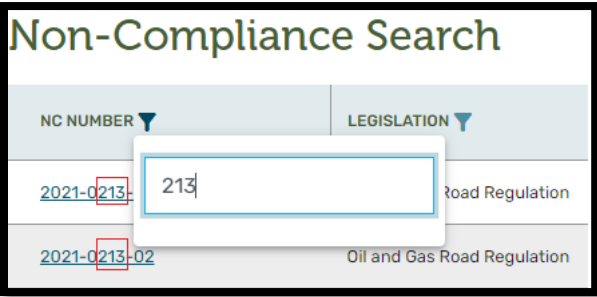 Non-Compliance Search
NC NUMBER LEGISLATION
2021-0213- 213 Road Regulation
2021-0213-02 Oil and Gas Road Regulation